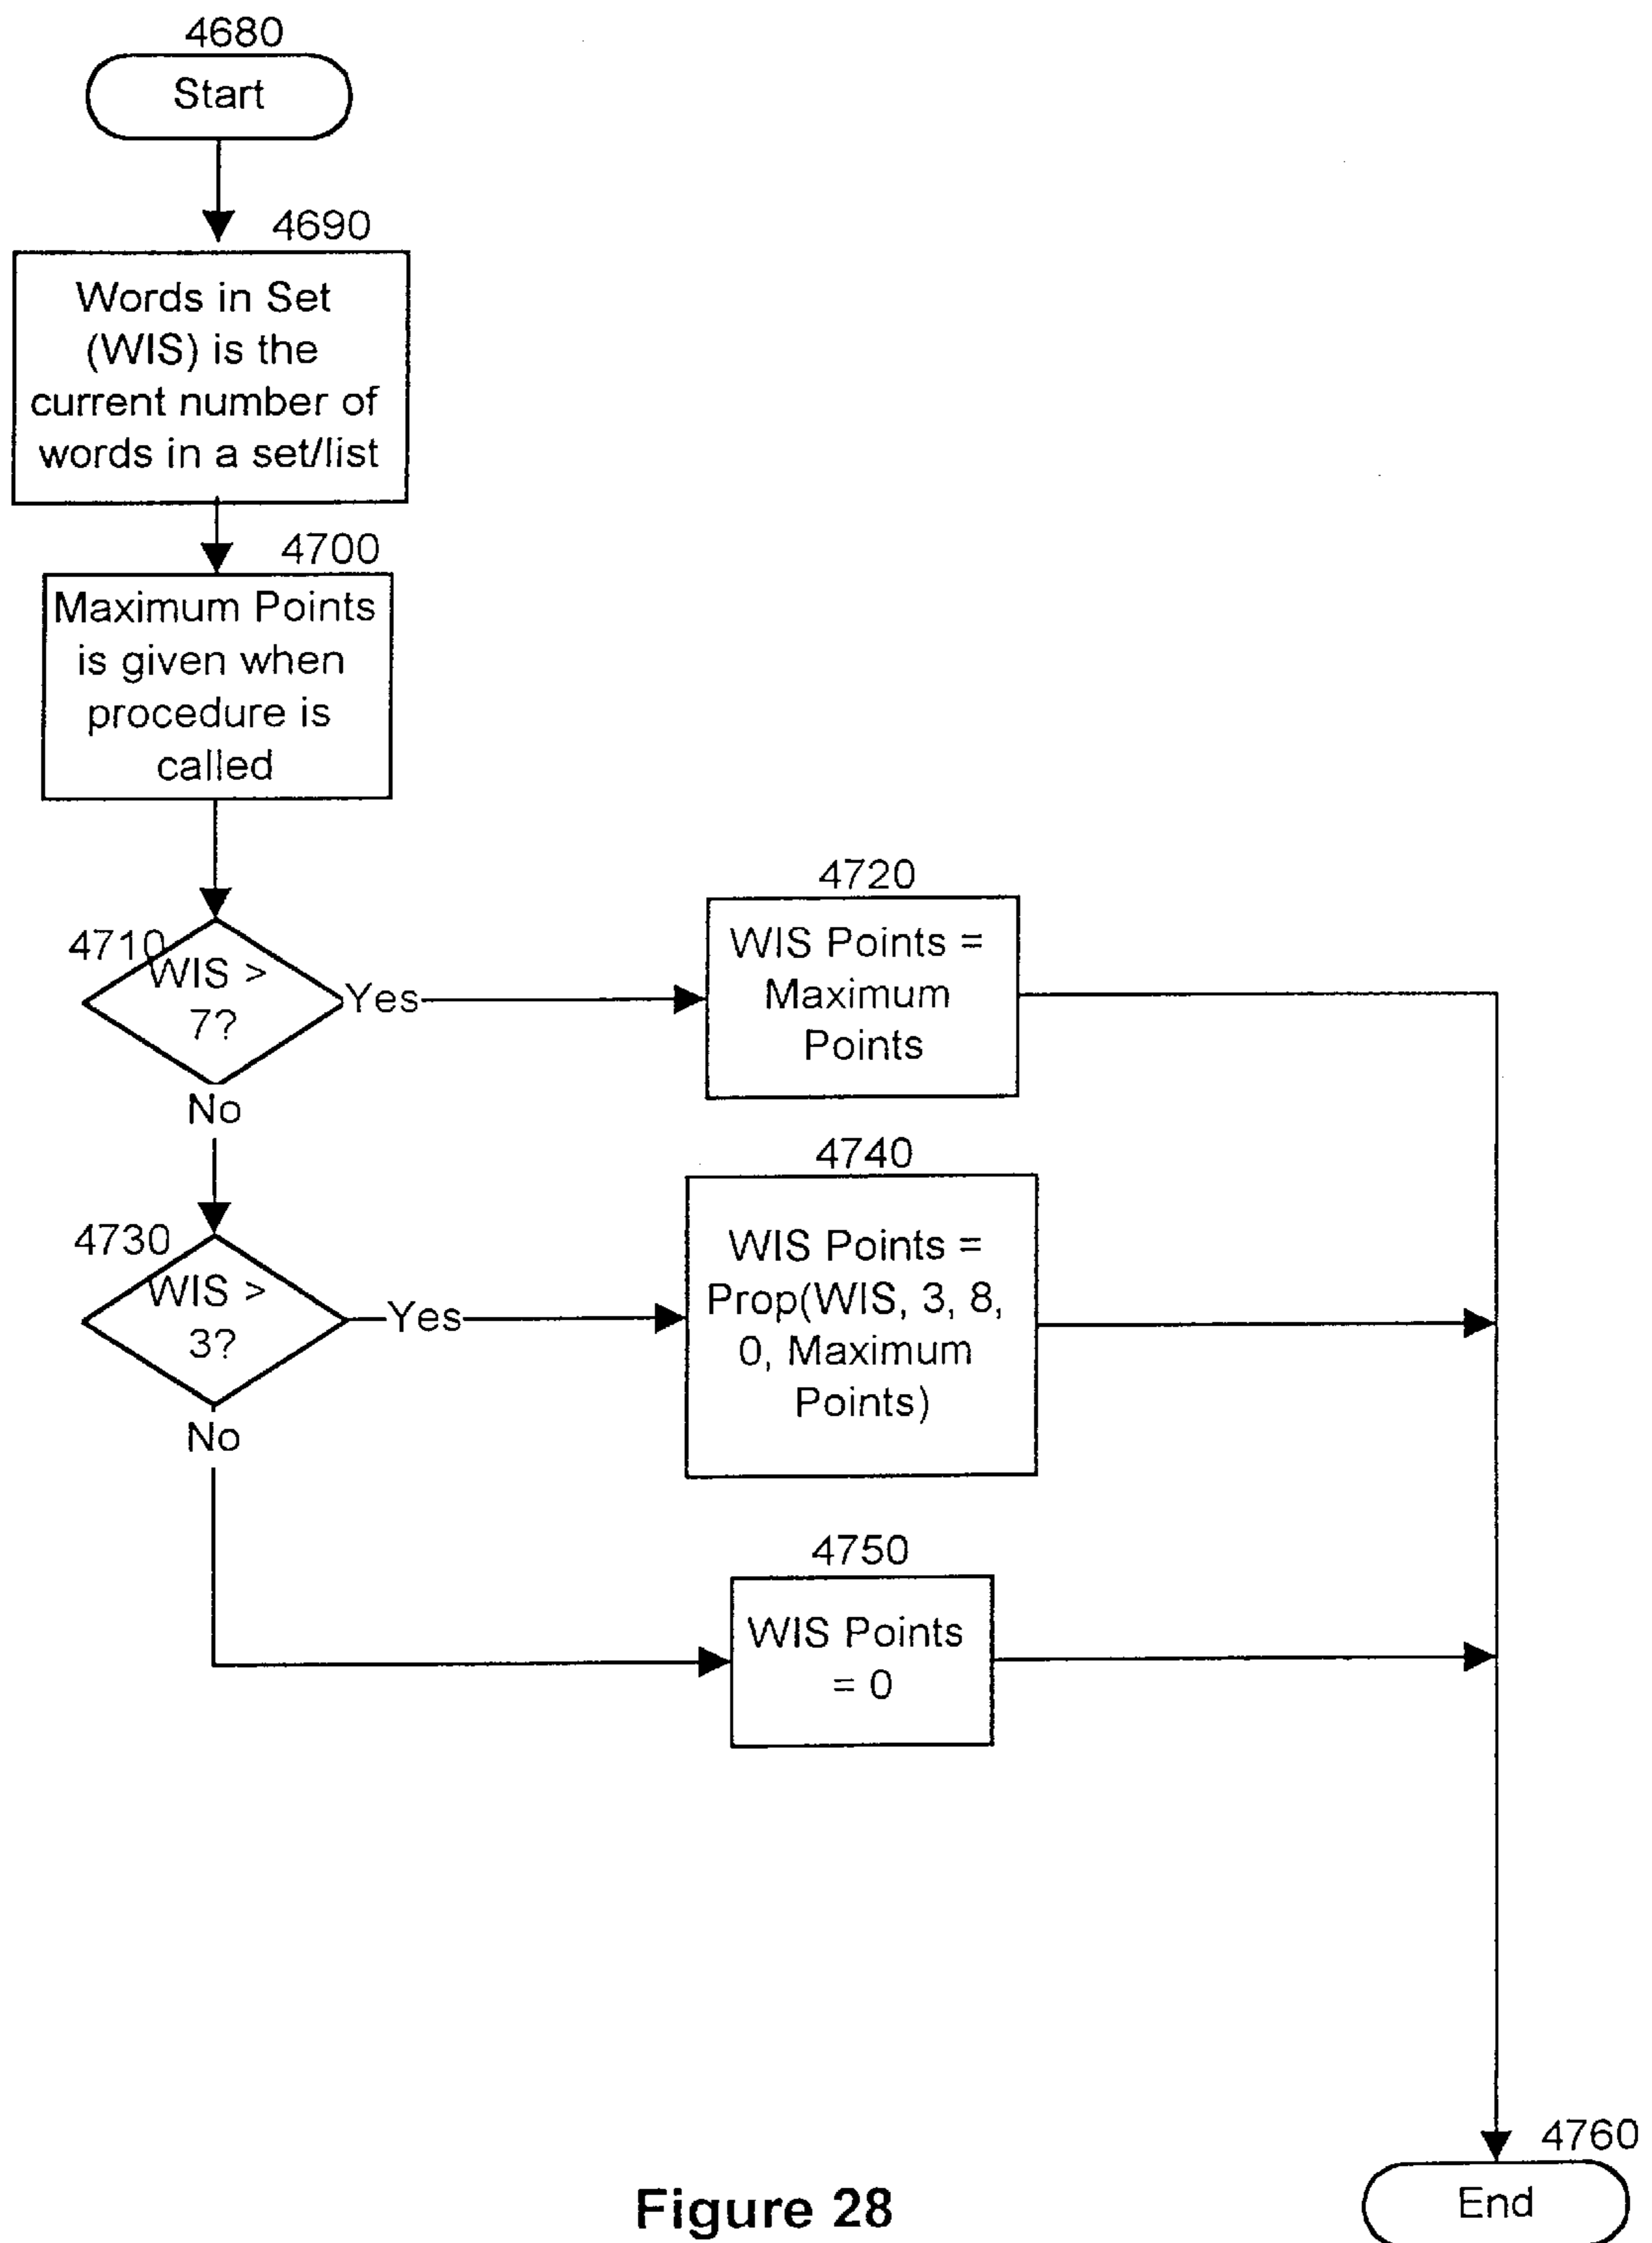 4680
Start
4690
Words in Set
(WIS) is the
current number of
words in a set/list
4700
Maximum Points
is given when
procedure is
called
4710
WIS >
7?
Yes
No
4720
WIS Points =
Maximum
Points
4730
WIS >
3?
Yes
No
4740
WIS Points =
Prop(WIS, 3, 8,
0, Maximum
Points)
4750
WIS Points
= 0
4760
End
Figure 28